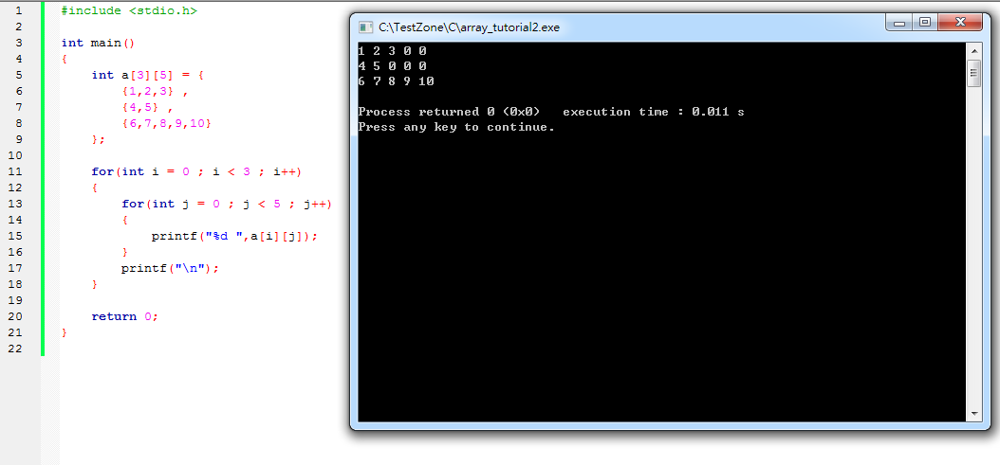 1 #include <stdio.h>
2
3 int main()
4 {
5 int a[3][5] = {
6 {1,2,3} ,
7 {4,5} ,
8 {6,7,8,9,10}
9 };
10
11 for(int i = 0 ; i < 3 ; i++)
12 {
13 for(int j = 0 ; j < 5 ; j++)
14 {
15 printf("%d ",a[i][j]);
16 }
17 printf("\n");
18 }
19
20 return 0;
21 }
22
C:\TestZone\C\array_tutorial2.exe
1 2 3 0 0
4 5 0 0 0
6 7 8 9 10
Process returned 0 (0x0)   execution time : 0.011 s
Press any key to continue.